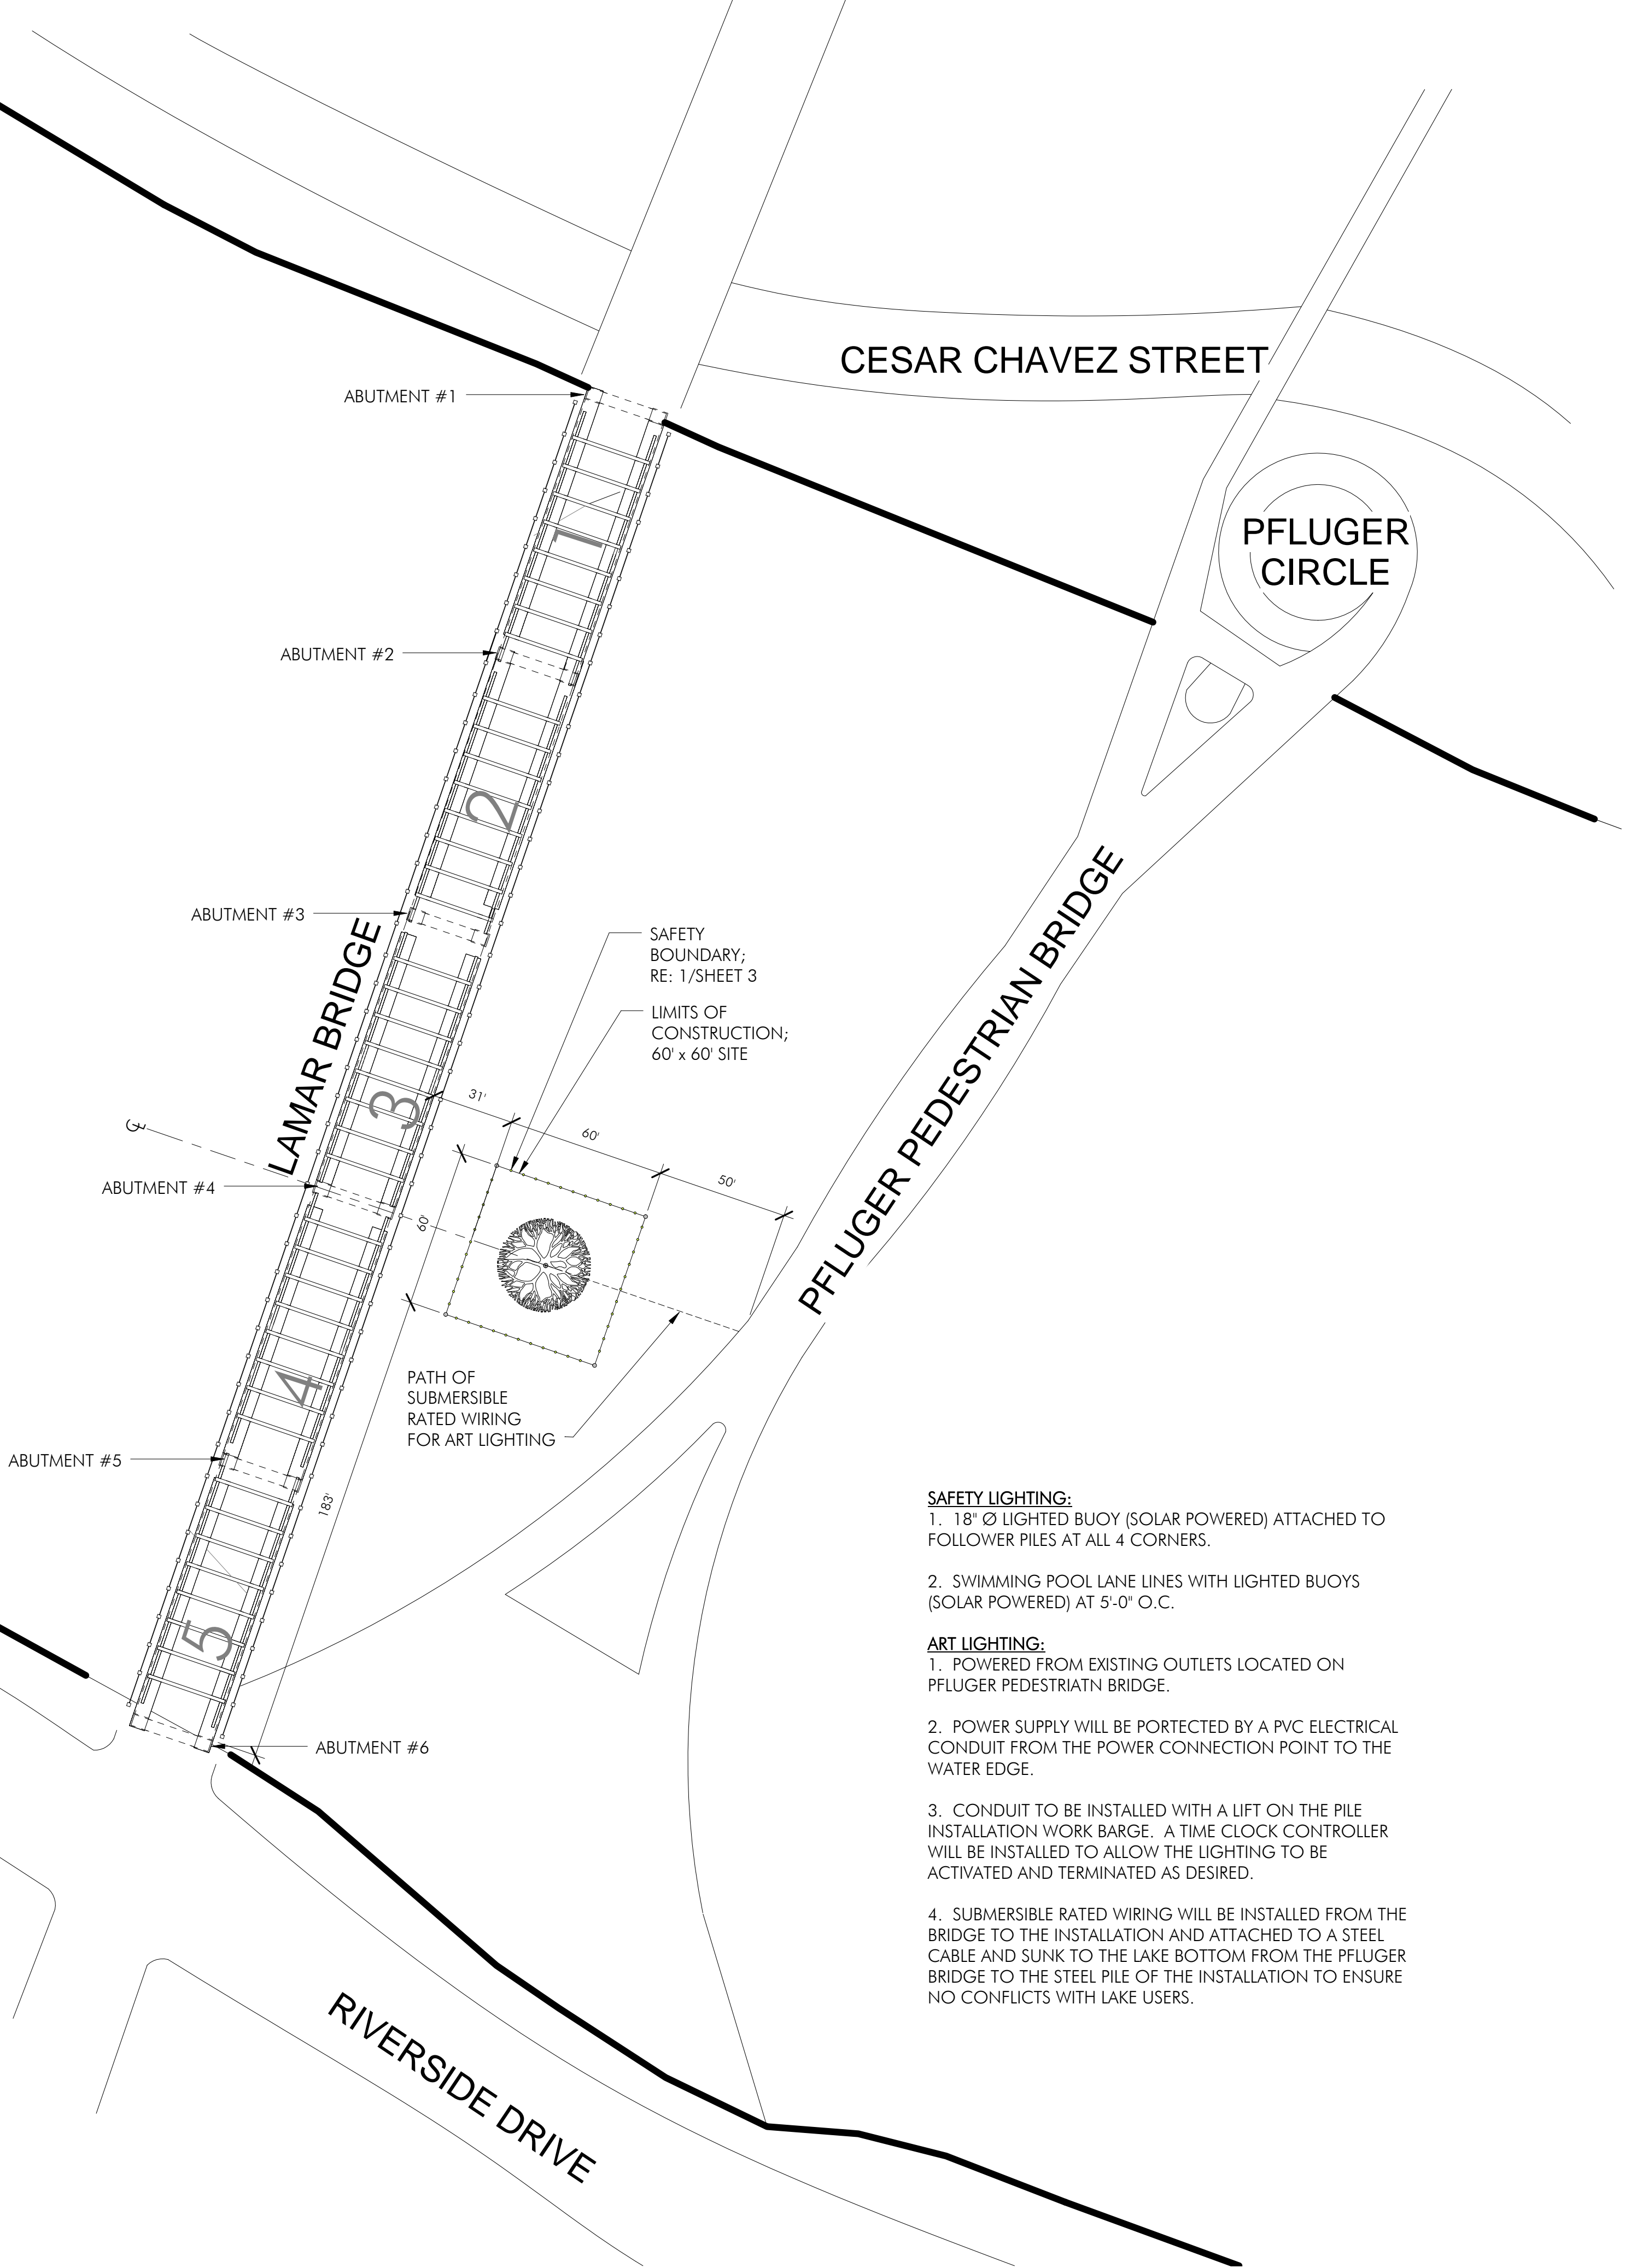 CESAR CHAVEZ STREET
ABUTMENT #1
PFLUGER
CIRCLE
1
ABUTMENT #2
2
ABUTMENT #3
LAMAR BRIDGE
SAFETY
BOUNDARY;
RE: 1/SHEET 3
LIMITS OF
CONSTRUCTION;
60' x 60' SITE
PFLUGER PEDESTRIAN BRIDGE
3
31'
60'
50'
CL
ABUTMENT #4
60'
PATH OF
SUBMERSIBLE
RATED WIRING
FOR ART LIGHTING
4
ABUTMENT #5
183'
5
ABUTMENT #6
SAFETY LIGHTING:
1. 18" Ø LIGHTED BUOY (SOLAR POWERED) ATTACHED TO
FOLLOWER PILES AT ALL 4 CORNERS.
2. SWIMMING POOL LANE LINES WITH LIGHTED BUOYS
(SOLAR POWERED) AT 5'-0" O.C.
ART LIGHTING:
1. POWERED FROM EXISTING OUTLETS LOCATED ON
PFLUGER PEDESTRIATN BRIDGE.
2. POWER SUPPLY WILL BE PORTECTED BY A PVC ELECTRICAL
CONDUIT FROM THE POWER CONNECTION POINT TO THE
WATER EDGE.
3. CONDUIT TO BE INSTALLED WITH A LIFT ON THE PILE
INSTALLATION WORK BARGE. A TIME CLOCK CONTROLLER
WILL BE INSTALLED TO ALLOW THE LIGHTING TO BE
ACTIVATED AND TERMINATED AS DESIRED.
4. SUBMERSIBLE RATED WIRING WILL BE INSTALLED FROM THE
BRIDGE TO THE INSTALLATION AND ATTACHED TO A STEEL
CABLE AND SUNK TO THE LAKE BOTTOM FROM THE PFLUGER
BRIDGE TO THE STEEL PILE OF THE INSTALLATION TO ENSURE
NO CONFLICTS WITH LAKE USERS.
RIVERSIDE DRIVE